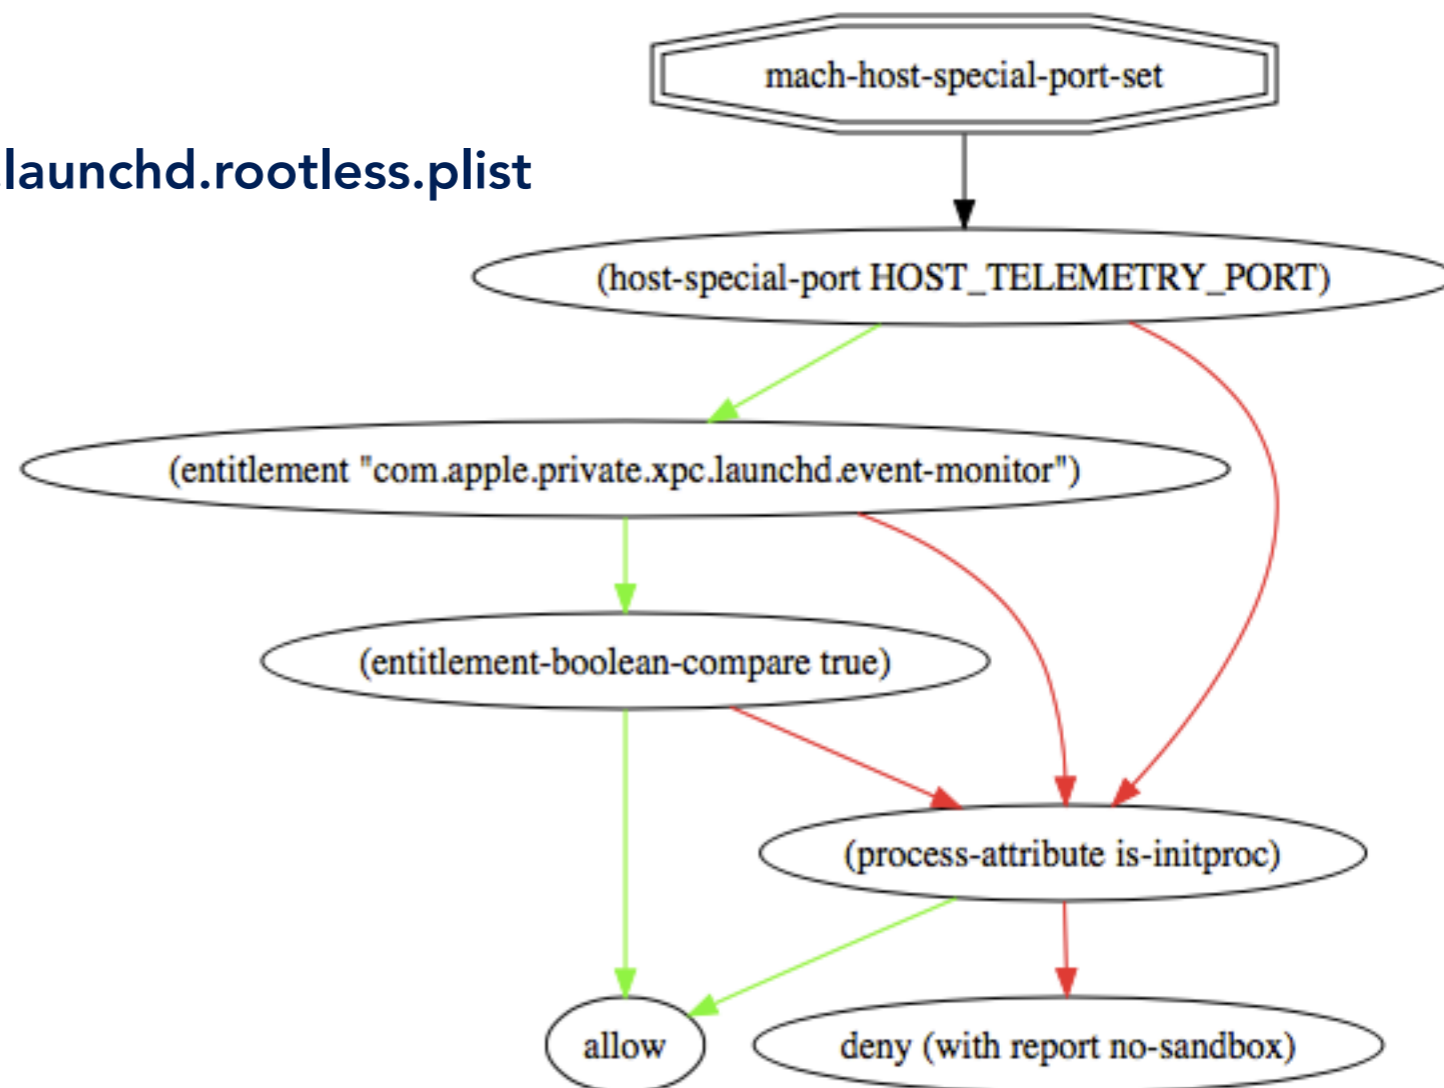 mach-host-special-port-set
.launchd.rootless.plist
(host-special-port HOST_TELEMETRY_PORT)
(entitlement "com.apple.private.xpc.launchd.event-monitor")
(entitlement-boolean-compare true)
(process-attribute is-initproc)
allow
deny (with report no-sandbox)